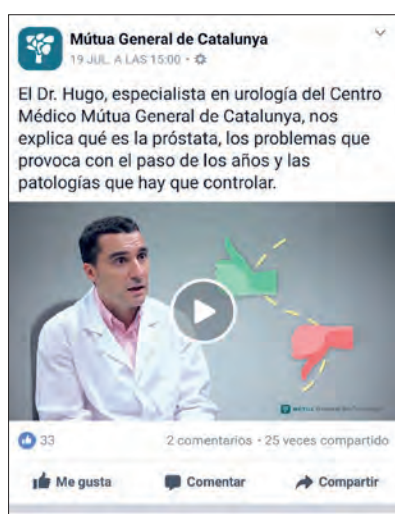 Mútua General de Catalunya
19 JUL. A LAS 15:00 ·
El Dr. Hugo, especialista en urología del Centro
Médico Mútua General de Catalunya, nos
explica qué es la próstata, los problemas que
provoca con el paso de los años y las
patologías que hay que controlar.
MÚTUA
33
2 comentarios · 25 veces compartido
Me gusta
Comentar
Compartir